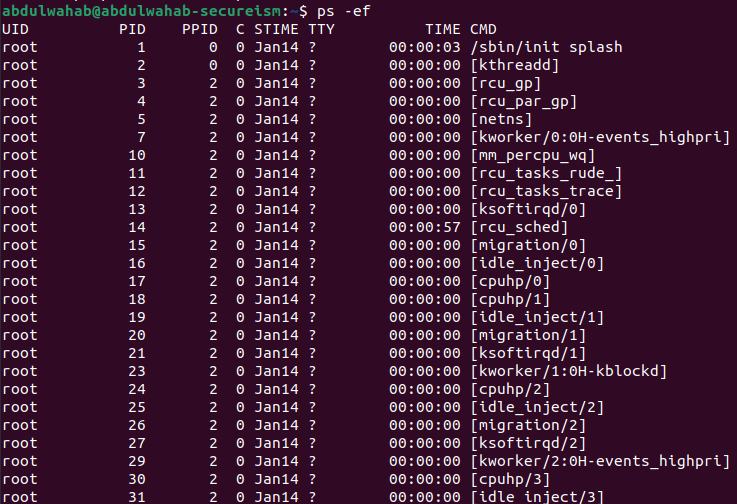 abdulwahab@abdulwahab-secureism:~$ ps -ef
UID PID PPID C STIME TTY TIME CMD
root 1 0 0 Jan14 ? 00:00:03 /sbin/init splash
root 2 0 0 Jan14 ? 00:00:00 [kthreadd]
root 3 2 0 Jan14 ? 00:00:00 [rcu_gp]
root 4 2 0 Jan14 ? 00:00:00 [rcu_par_gp]
root 5 2 0 Jan14 ? 00:00:00 [netns]
root 7 2 0 Jan14 ? 00:00:00 [kworker/0:0H-events_highpri]
root 10 2 0 Jan14 ? 00:00:00 [mm_percpu_wq]
root 11 2 0 Jan14 ? 00:00:00 [rcu_tasks_rude_]
root 12 2 0 Jan14 ? 00:00:00 [rcu_tasks_trace]
root 13 2 0 Jan14 ? 00:00:00 [ksoftirqd/0]
root 14 2 0 Jan14 ? 00:00:57 [rcu_sched]
root 15 2 0 Jan14 ? 00:00:00 [migration/0]
root 16 2 0 Jan14 ? 00:00:00 [idle_inject/0]
root 17 2 0 Jan14 ? 00:00:00 [cpuhp/0]
root 18 2 0 Jan14 ? 00:00:00 [cpuhp/1]
root 19 2 0 Jan14 ? 00:00:00 [idle_inject/1]
root 20 2 0 Jan14 ? 00:00:00 [migration/1]
root 21 2 0 Jan14 ? 00:00:00 [ksoftirqd/1]
root 23 2 0 Jan14 ? 00:00:00 [kworker/1:0H-kblockd]
root 24 2 0 Jan14 ? 00:00:00 [cpuhp/2]
root 25 2 0 Jan14 ? 00:00:00 [idle_inject/2]
root 26 2 0 Jan14 ? 00:00:00 [migration/2]
root 27 2 0 Jan14 ? 00:00:00 [ksoftirqd/2]
root 29 2 0 Jan14 ? 00:00:00 [kworker/2:0H-events_highpri]
root 30 2 0 Jan14 ? 00:00:00 [cpuhp/3]
root 31 2 0 Jan14 ? 00:00:00 [idle_inject/3]